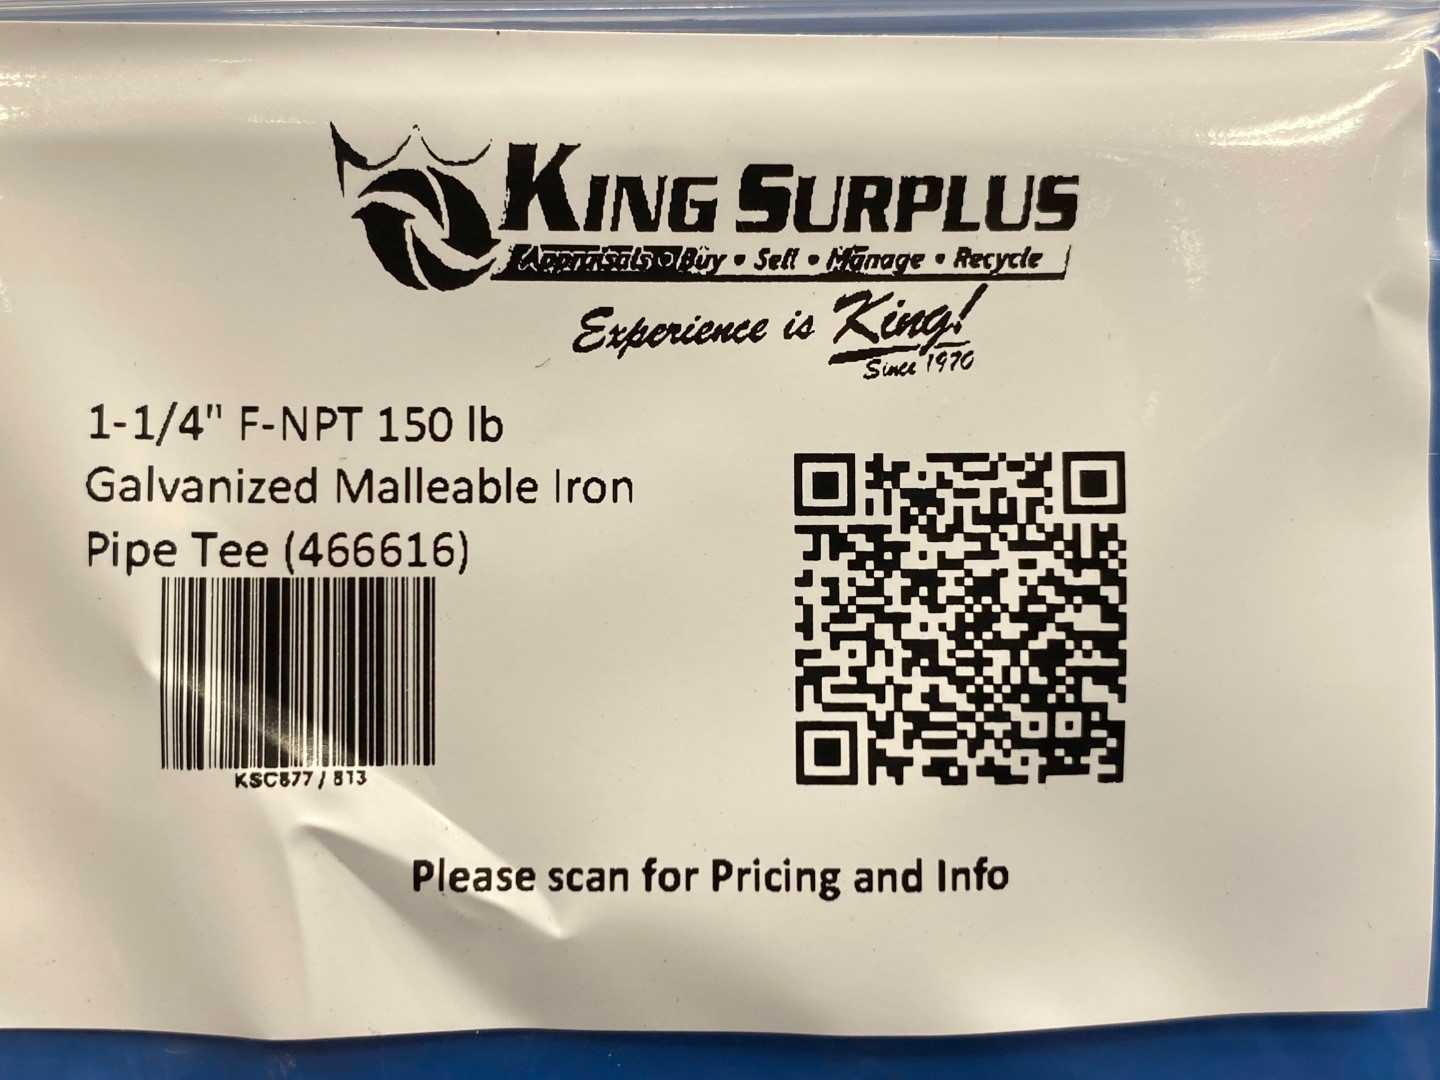 KING SURPLUS
Appraisals • Buy • Sell • Manage • Recycle
Experience is King!
Since 1970
1-1/4" F-NPT 150 lb
Galvanized Malleable Iron
Pipe Tee (466616)
KSC877 / 813
Please scan for Pricing and Info